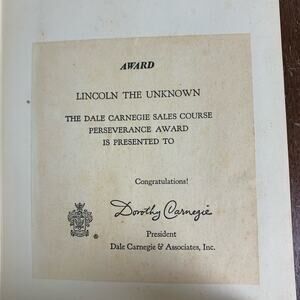 AWARD
LINCOLN THE UNKNOWN
THE DALE CARNEGIE SALES COURSE
PERSEVERANCE AWARD
IS PRESENTED TO
Congratulations!
Dorothy Carnegie
President
® Dale Carnegie & Associates, Inc.